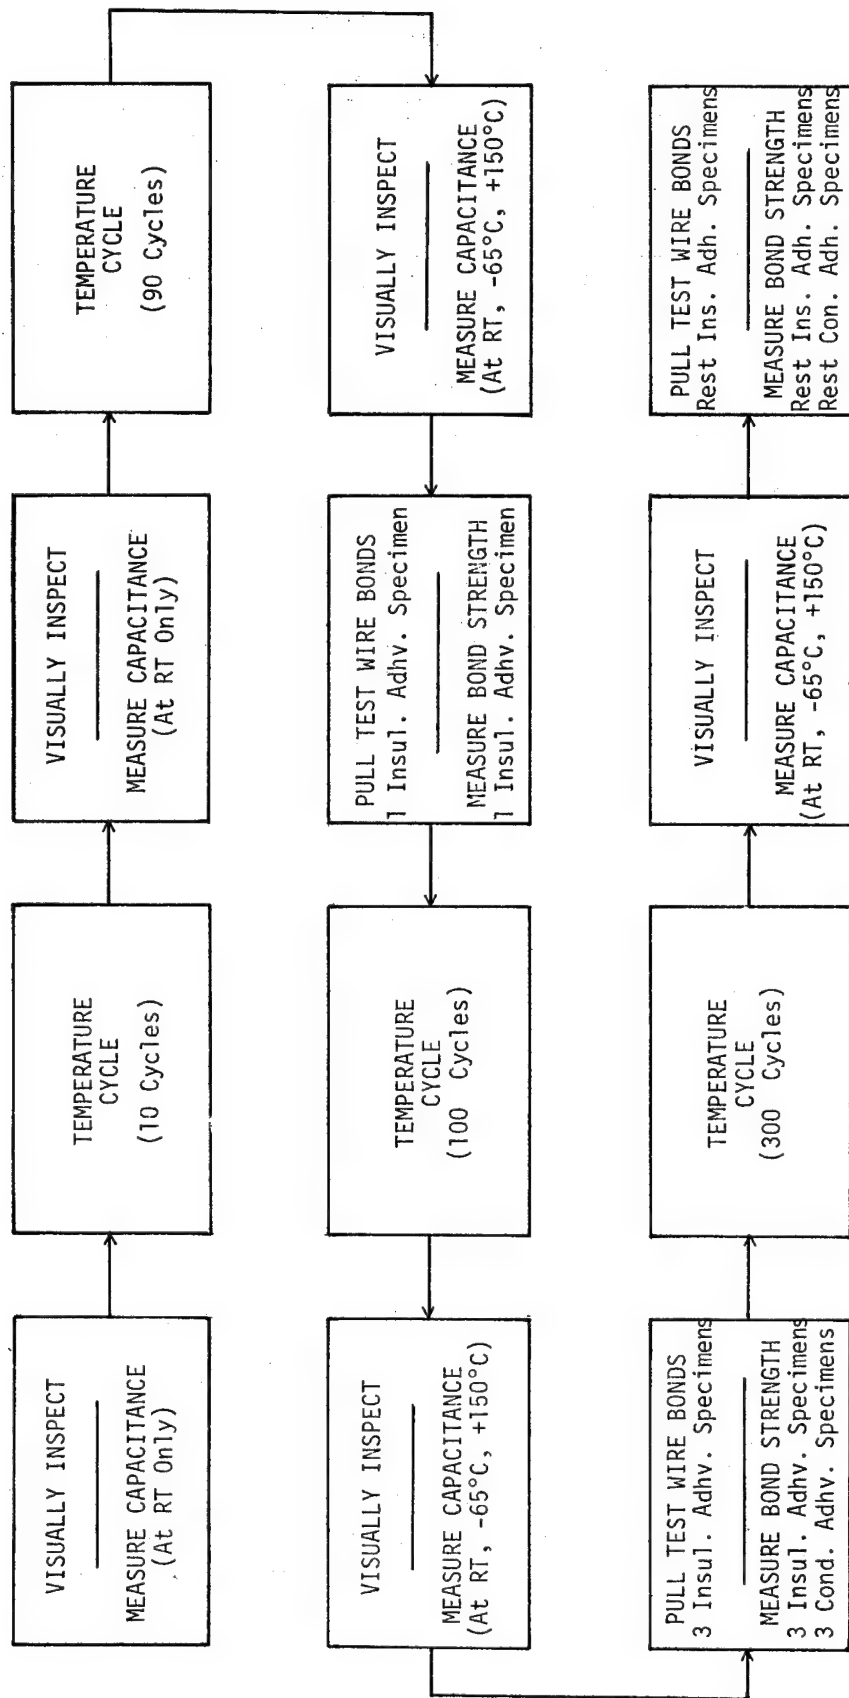 VISUALLY INSPECT
MEASURE CAPACITANCE
(At RT Only)
TEMPERATURE
CYCLE
(10 Cycles)
VISUALLY INSPECT
MEASURE CAPACITANCE
(At RT Only)
TEMPERATURE
CYCLE
(90 Cycles)
VISUALLY INSPECT
MEASURE CAPACITANCE
(At RT, -65°C, +150°C)
PULL TEST WIRE BONDS
1 Insul. Adhv. Specimen
MEASURE BOND STRENGTH
1 Insul. Adhv. Specimen
TEMPERATURE
CYCLE
(100 Cycles)
VISUALLY INSPECT
MEASURE CAPACITANCE
(At RT, -65°C, +150°C)
PULL TEST WIRE BONDS
3 Insul. Adhv. Specimens
MEASURE BOND STRENGTH
3 Insul. Adhv. Specimens
3 Cond. Adhv. Specimens
TEMPERATURE
CYCLE
(300 Cycles)
VISUALLY INSPECT
MEASURE CAPACITANCE
(At RT, -65°C, +150°C)
PULL TEST WIRE BONDS
Rest Ins. Adh. Specimens
MEASURE BOND STRENGTH
Rest Ins. Adh. Specimens
Rest Con. Adh. Specimens